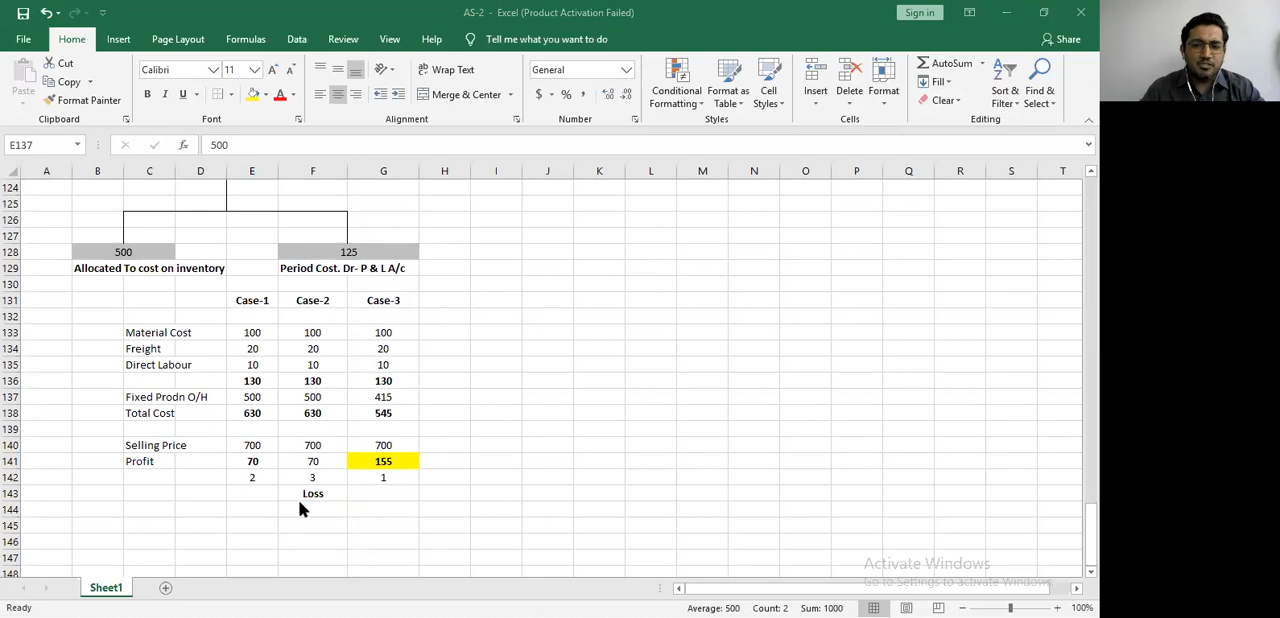 AS-2 - Excel (Product Activation Failed)
Sign in
File Home Insert Page Layout Formulas Data Review View Help Tell me what you want to do Share
Paste
Cut
Copy
Format Painter
Clipboard
Calibri 11
A A
B I U
A
Font
Wrap Text
Merge & Center
Alignment
General
$ % ,
Number
Conditional Formatting
Format as Table
Cell Styles
Styles
Insert
Delete
Format
Cells
AutoSum
Fill
Clear
Sort & Filter
Find & Select
Editing
E137 fx 500
A B C D E F G H I J K L M N O P Q R S T
124
125
126
127
128 500 125
129 Allocated To cost on inventory Period Cost. Dr- P & L A/c
130
131 Case-1 Case-2 Case-3
132
133 Material Cost 100 100 100
134 Freight 20 20 20
135 Direct Labour 10 10 10
136 130 130 130
137 Fixed Prodn O/H 500 500 415
138 Total Cost 630 630 545
139
140 Selling Price 700 700 700
141 Profit 70 70 155
142 2 3 1
143 Loss
144
145
146
147
148
Activate Windows
Go to Settings to activate Windows.
Sheet1
Ready
Average: 500 Count: 2 Sum: 1000
100%